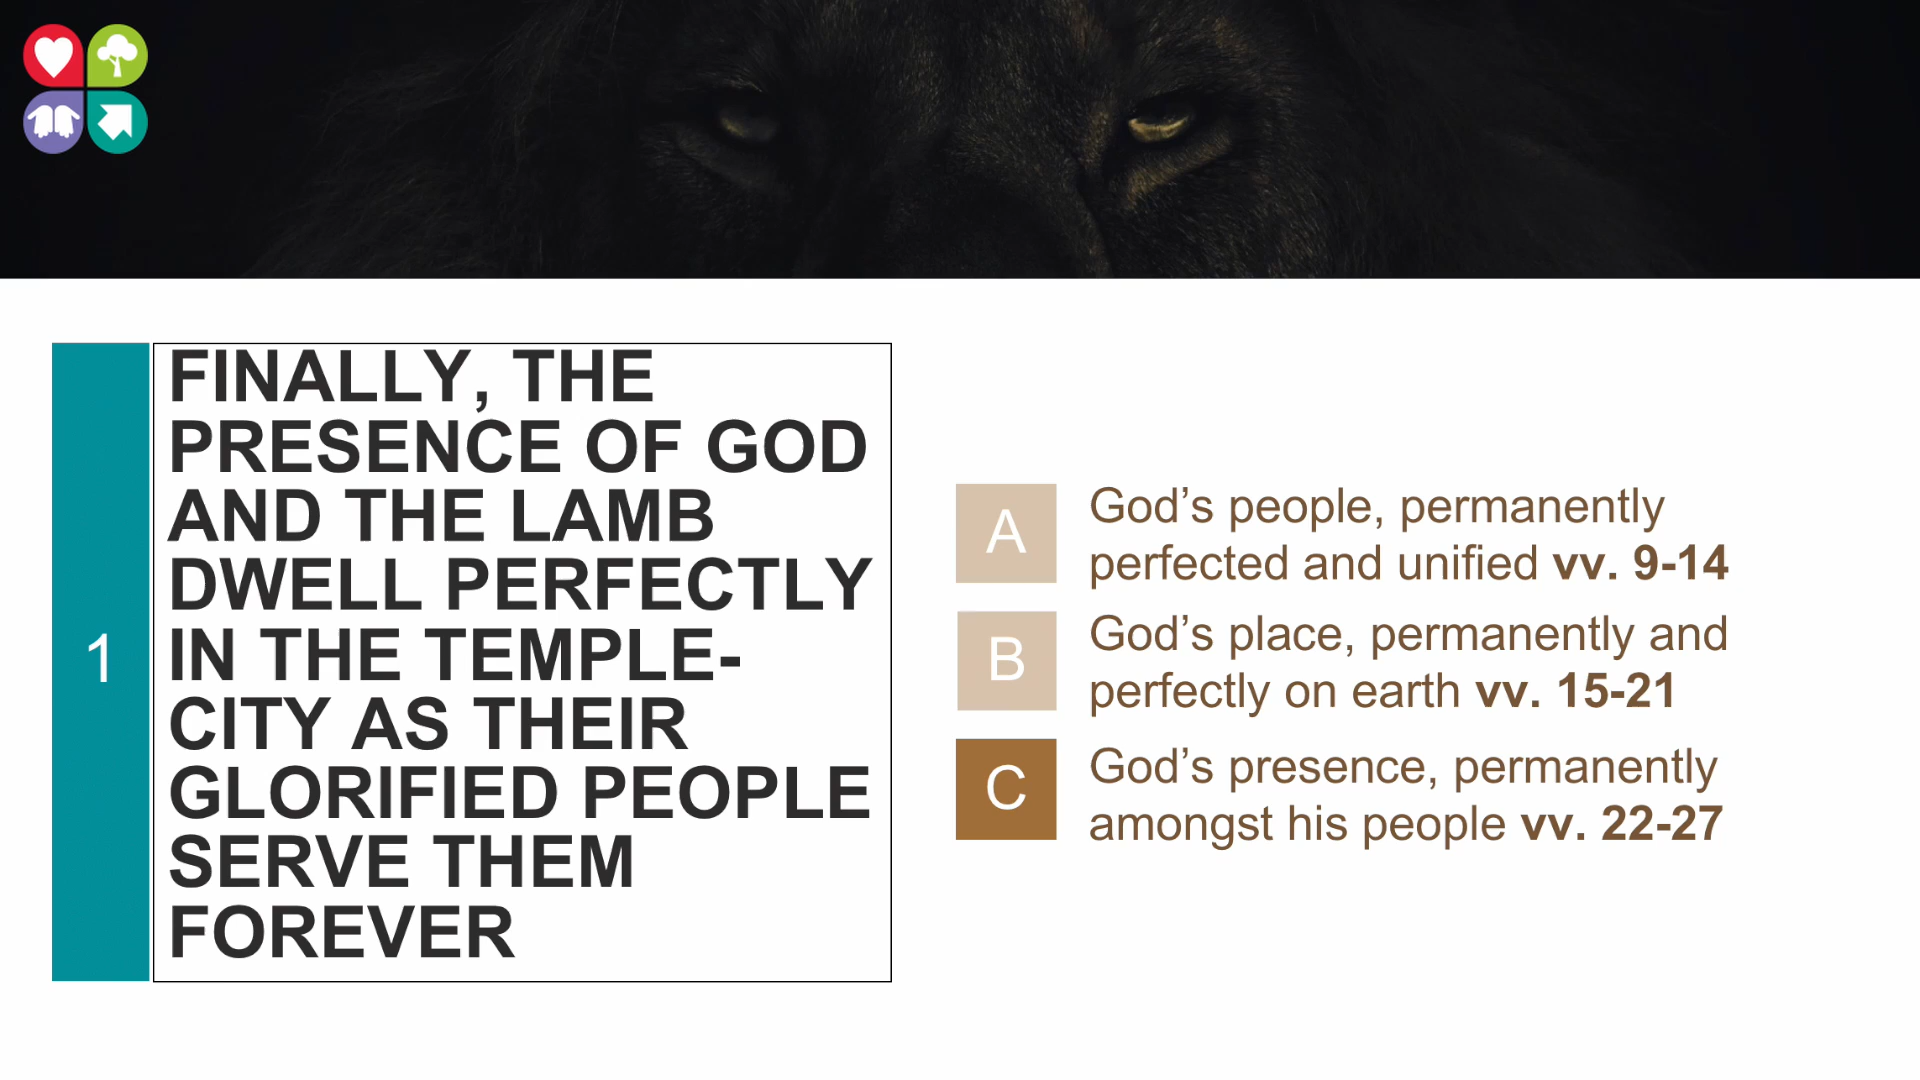 1
FINALLY, THE
PRESENCE OF GOD
AND THE LAMB
DWELL PERFECTLY
IN THE TEMPLE-
CITY AS THEIR
GLORIFIED PEOPLE
SERVE THEM
FOREVER
A
God’s people, permanently
perfected and unified vv. 9-14
B
God’s place, permanently and
perfectly on earth vv. 15-21
C
God’s presence, permanently
amongst his people vv. 22-27